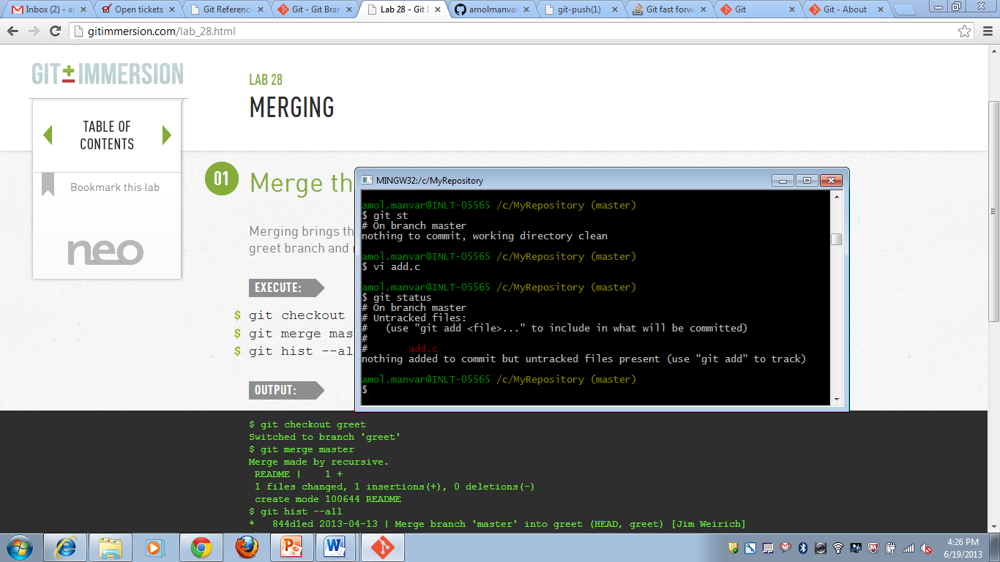 Inbox (2) - a
Open tickets
Git Referenc
Git - Git Bran
Lab 28 - Git I
amolmanvar
git-push(1)
Git fast forw
Git
Git - About
gitimmersion.com/lab_28.html
GIT IMMERSION
LAB 28
MERGING
TABLE OF
CONTENTS
Bookmark this lab
neo
01 Merge th
Merging brings th
greet branch and
EXECUTE:
$ git checkout
$ git merge mas
$ git hist --al
OUTPUT:
MINGW32:/c/MyRepository
amol.manvar@INLT-05565 /c/MyRepository (master)
$ git st
# On branch master
nothing to commit, working directory clean
amol.manvar@INLT-05565 /c/MyRepository (master)
$ vi add.c
amol.manvar@INLT-05565 /c/MyRepository (master)
$ git status
# On branch master
# Untracked files:
#   (use "git add <file>..." to include in what will be committed)
#
#       add.c
nothing added to commit but untracked files present (use "git add" to track)
amol.manvar@INLT-05565 /c/MyRepository (master)
$
$ git checkout greet
Switched to branch 'greet'
$ git merge master
Merge made by recursive.
README |    1 +
1 files changed, 1 insertions(+), 0 deletions(-)
create mode 100644 README
$ git hist --all
*   844d1ed 2013-04-13 | Merge branch 'master' into greet (HEAD, greet) [Jim Weirich]
4:26 PM
6/19/2013